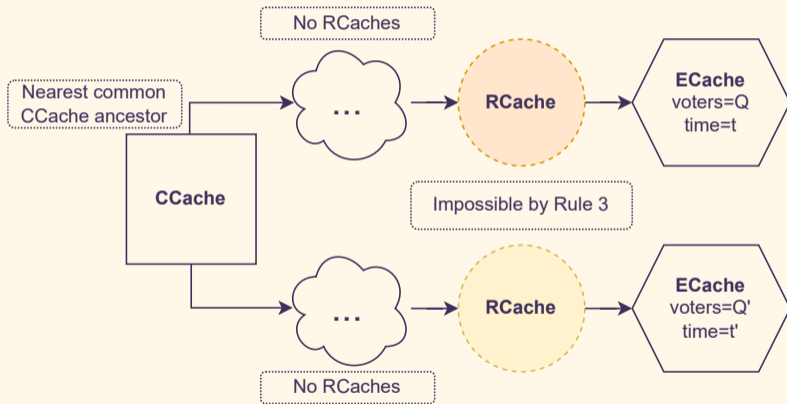 No RCaches
Nearest common
CCache ancestor
...
RCache
ECache
voters=Q
time=t
CCache
Impossible by Rule 3
...
RCache
ECache
voters=Q'
time=t'
No RCaches